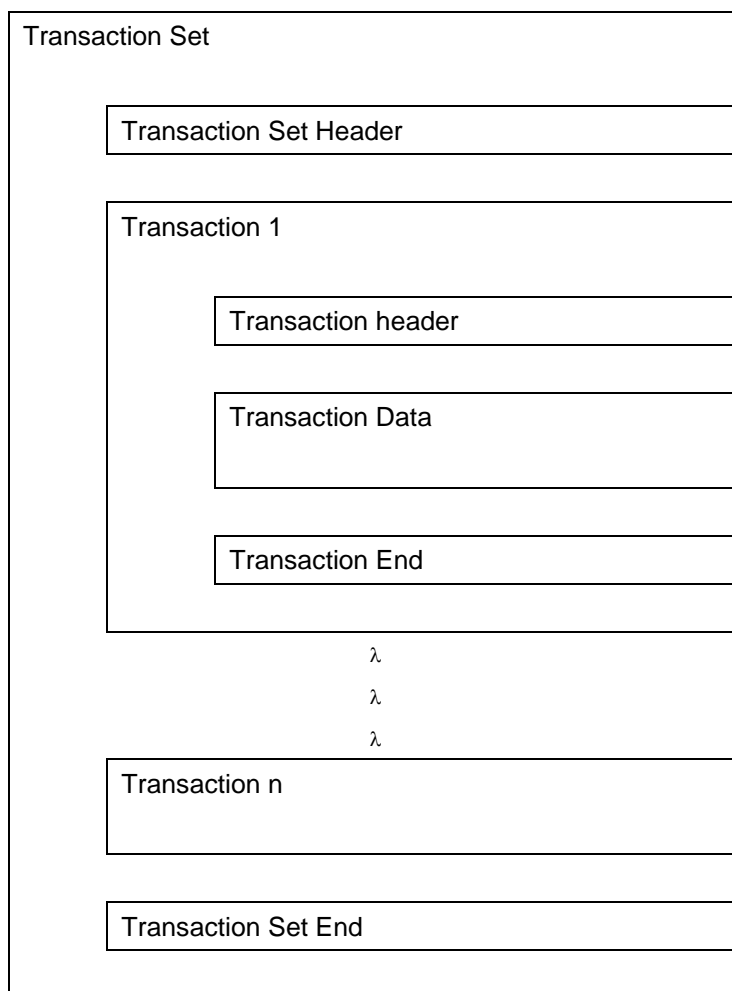 Transaction Set
Transaction Set Header
Transaction 1
Transaction header
Transaction Data
Transaction End
λ
λ
λ
Transaction n
Transaction Set End